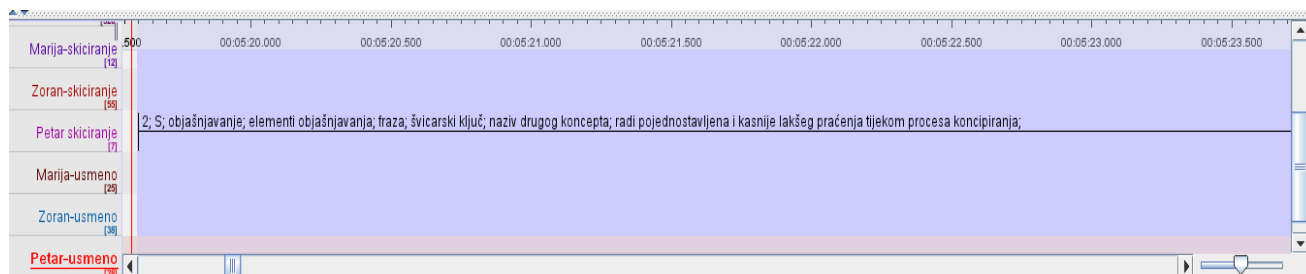 .500 00:05:20.000 00:05:20.500 00:05:21.000 00:05:21.500 00:05:22.000 00:05:22.500 00:05:23.000 00:05:23.500
Marija-skiciranje
[12]
Zoran-skiciranje
[55]
2; S; objašnjavanje; elementi objašnjavanja; fraza; švicarski ključ; naziv drugog koncepta; radi pojednostavljena i kasnije lakšeg praćenja tijekom procesa koncipiranja;
Petar skiciranje
[7]
Marija-usmeno
[25]
Zoran-usmeno
[38]
Petar-usmeno